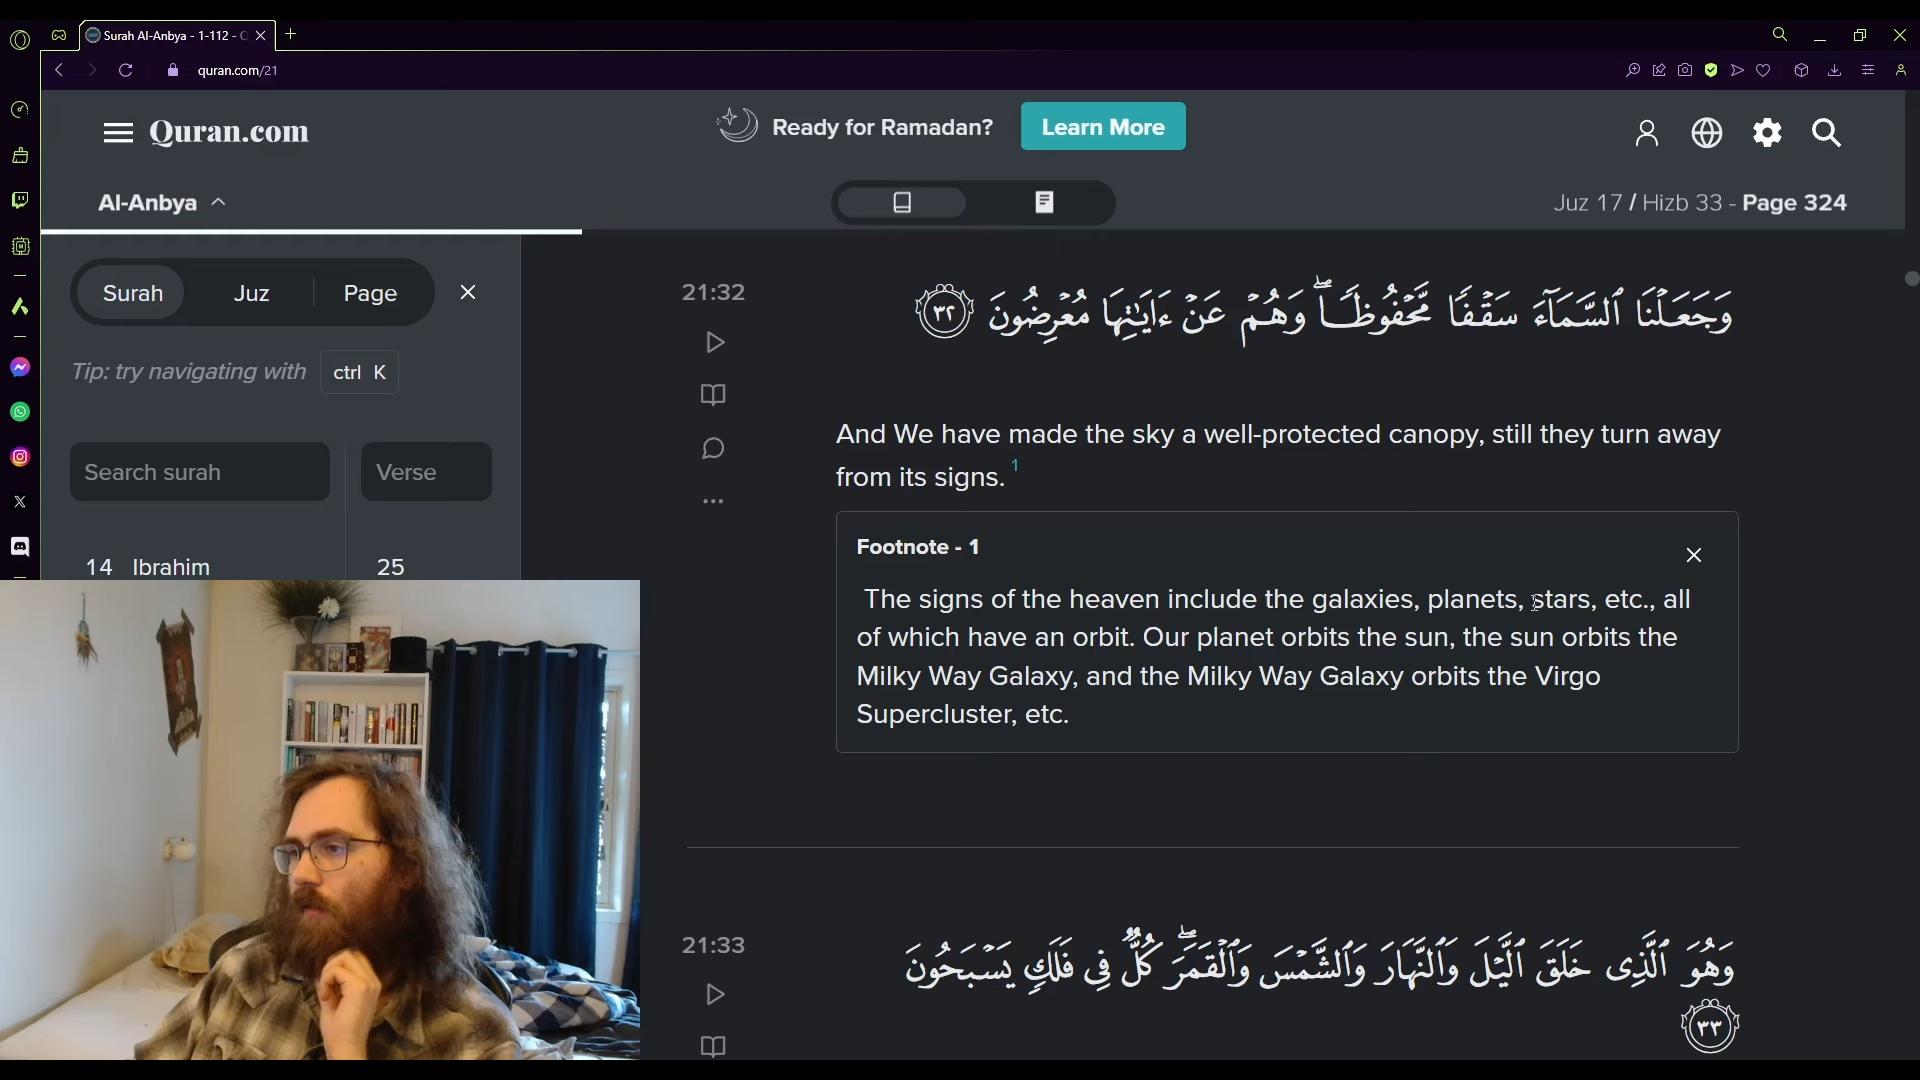 Surah Al-Anbya - 1-112 -
quran.com/21
Quran.com
Ready for Ramadan?
Learn More
Al-Anbya
Juz 17 / Hizb 33 - Page 324
Surah
Juz
Page
Tip: try navigating with
ctrl K
Search surah
Verse
14 Ibrahim
25
21:32
وَجَعَلْنَا ٱلسَّمَآءَ سَقْفًا مَّحْفُوظًا ۖ وَهُمْ عَنْ ءَايَـٰتِهَا مُعْرِضُونَ ٣٢
And We have made the sky a well-protected canopy, still they turn away
from its signs. 1
Footnote - 1
The signs of the heaven include the galaxies, planets, stars, etc., all
of which have an orbit. Our planet orbits the sun, the sun orbits the
Milky Way Galaxy, and the Milky Way Galaxy orbits the Virgo
Supercluster, etc.
21:33
وَهُوَ ٱلَّذِى خَلَقَ ٱلَّيْلَ وَٱلنَّهَارَ وَٱلشَّمْسَ وَٱلْقَمَرَ ۖ كُلٌّ فِى فَلَكٍ يَسْبَحُونَ
٣٣